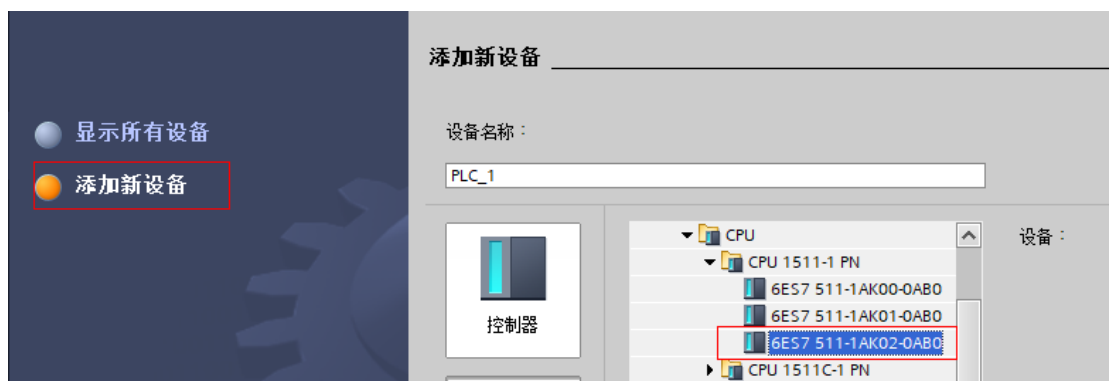 添加新设备
显示所有设备
添加新设备
设备名称：
PLC_1
控制器
CPU
CPU 1511-1 PN
6ES7 511-1AK00-0AB0
6ES7 511-1AK01-0AB0
6ES7 511-1AK02-0AB0
CPU 1511C-1 PN
设备：